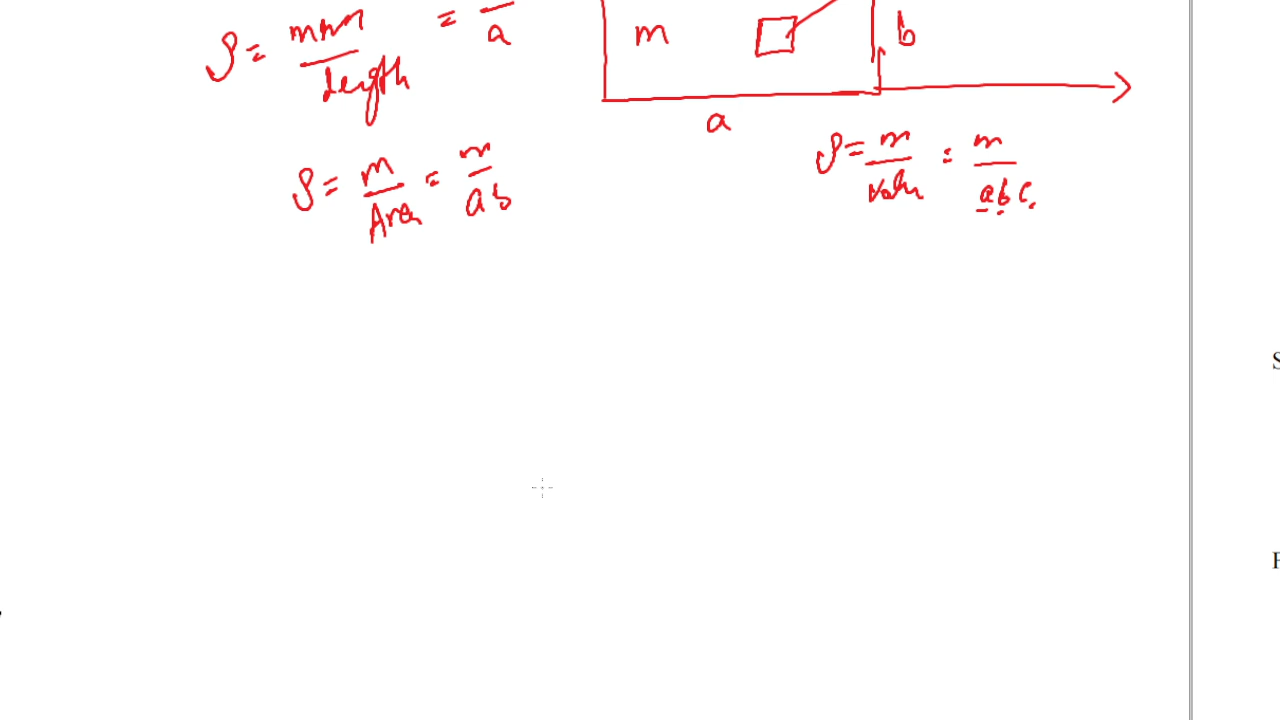 ρ = mass / length = / a
m
b
a
ρ = m / Area = m / ab
ρ = m / Volu = m / abc
S
F